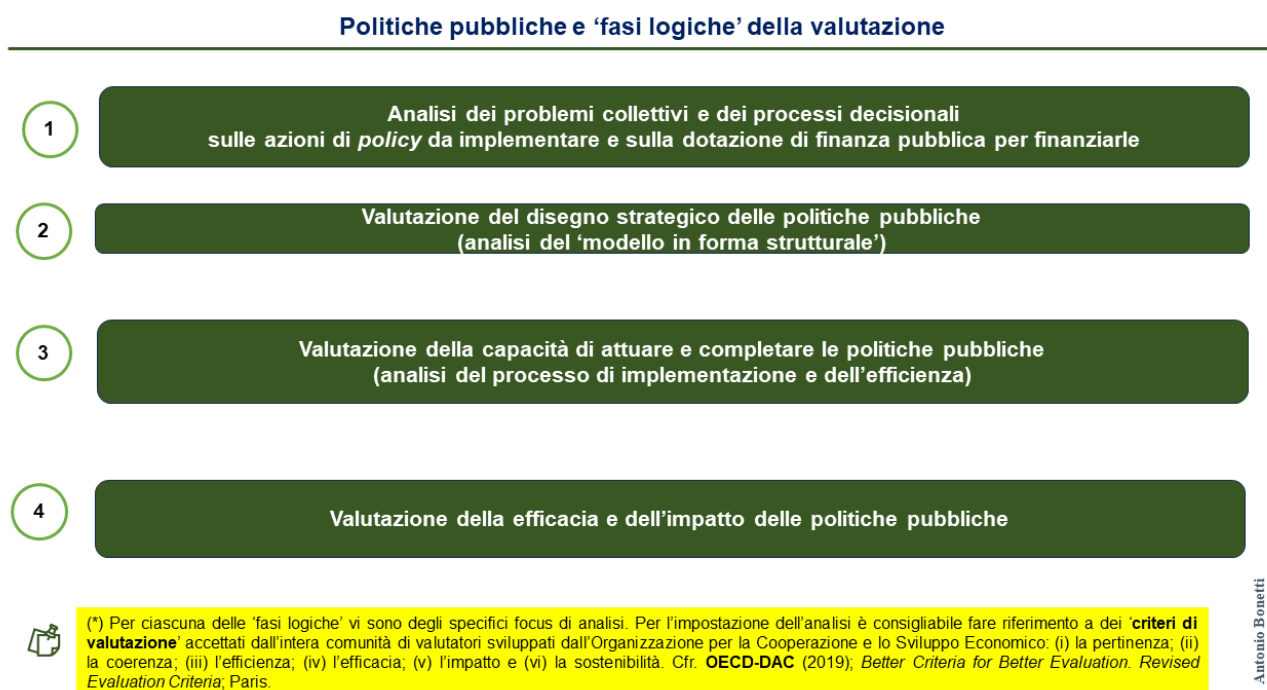 Politiche pubbliche e ‘fasi logiche’ della valutazione
1
Analisi dei problemi collettivi e dei processi decisionali
sulle azioni di policy da implementare e sulla dotazione di finanza pubblica per finanziarle
2
Valutazione del disegno strategico delle politiche pubbliche
(analisi del ‘modello in forma strutturale’)
3
Valutazione della capacità di attuare e completare le politiche pubbliche
(analisi del processo di implementazione e dell’efficienza)
4
Valutazione della efficacia e dell’impatto delle politiche pubbliche
(*) Per ciascuna delle ‘fasi logiche’ vi sono degli specifici focus di analisi. Per l’impostazione dell’analisi è consigliabile fare riferimento a dei ‘criteri di
valutazione’ accettati dall’intera comunità di valutatori sviluppati dall’Organizzazione per la Cooperazione e lo Sviluppo Economico: (i) la pertinenza; (ii)
la coerenza; (iii) l’efficienza; (iv) l’efficacia; (v) l’impatto e (vi) la sostenibilità. Cfr. OECD-DAC (2019); Better Criteria for Better Evaluation. Revised
Evaluation Criteria; Paris.
Antonio Bonetti